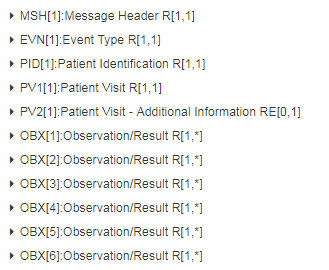 MSH[1]:Message Header R[1,1]
EVN[1]:Event Type R[1,1]
PID[1]:Patient Identification R[1,1]
PV1[1]:Patient Visit R[1,1]
PV2[1]:Patient Visit - Additional Information RE[0,1]
OBX[1]:Observation/Result R[1,*]
OBX[2]:Observation/Result R[1,*]
OBX[3]:Observation/Result R[1,*]
OBX[4]:Observation/Result R[1,*]
OBX[5]:Observation/Result R[1,*]
OBX[6]:Observation/Result R[1,*]